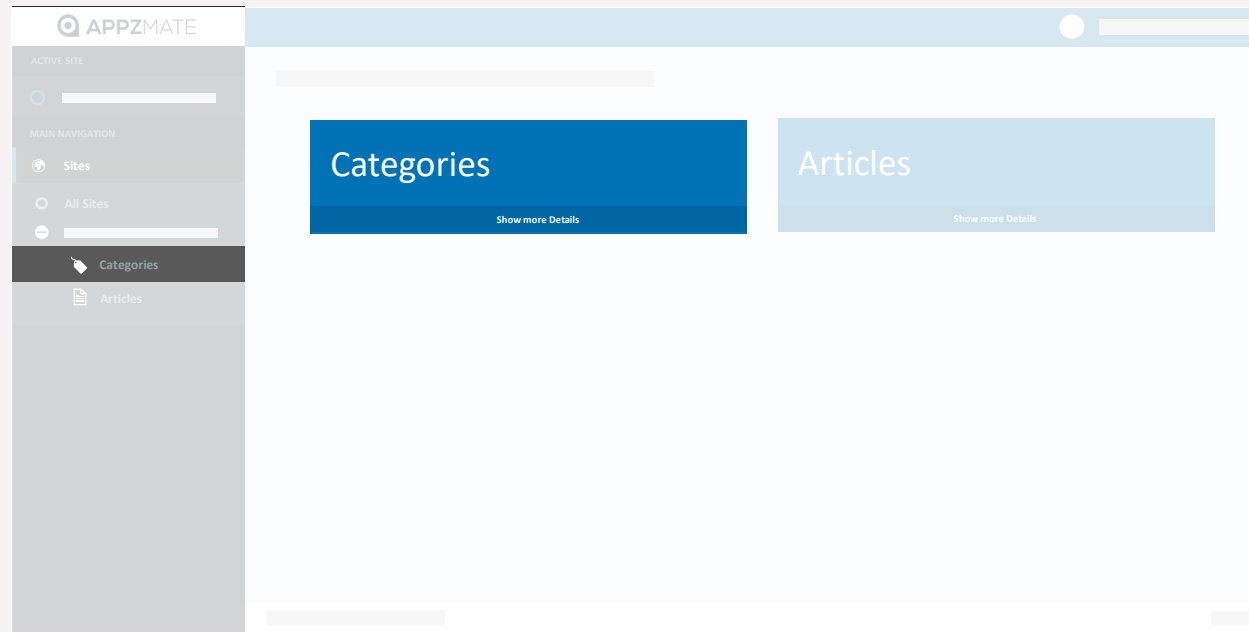 APPZMATE
ACTIVE SITE
MAIN NAVIGATION
Sites
All Sites
Categories
Articles
Categories
Show more Details
Articles
Show more Details